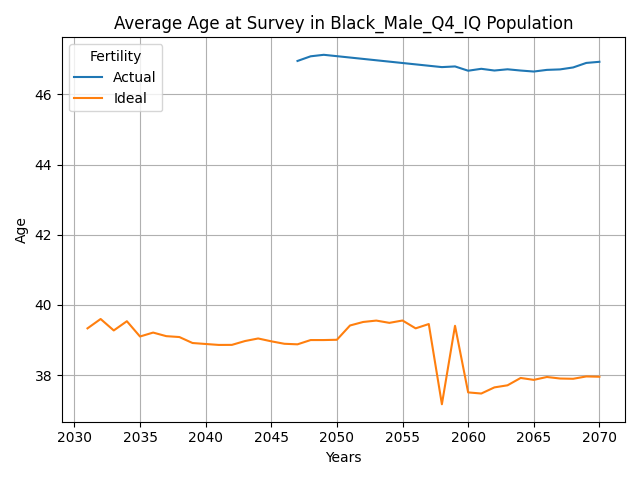 Average Age at Survey in Black_Male_Q4_IQ Population
Fertility
Actual
Ideal
Age
46
44
42
40
38
2030
2035
2040
2045
2050
2055
2060
2065
2070
Years